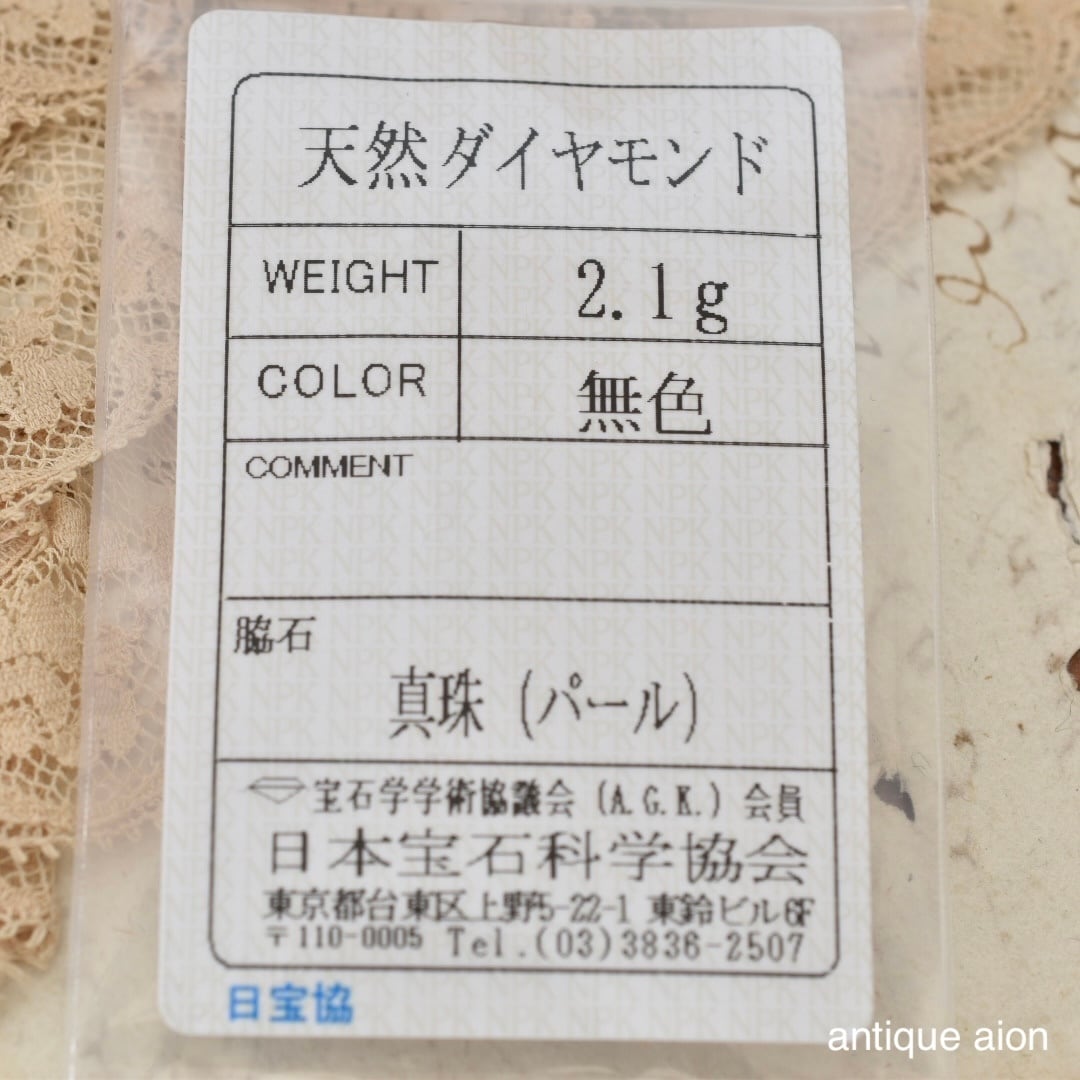 天然ダイヤモンド
WEIGHT 2.1g
COLOR 無色
COMMENT
脇石
真珠 (パール)
宝石学学術協議会 (A.G.K.) 会員
日本宝石科学協会
東京都台東区上野5-22-1 東鈴ビル6F
〒110-0005 Tel.(03)3836-2507
日宝協
antique aion